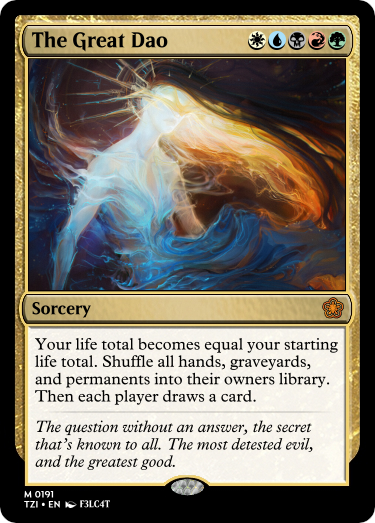 The Great Dao
Sorcery
Your life total becomes equal your starting
life total. Shuffle all hands, graveyards,
and permanents into their owners library.
Then each player draws a card.
The question without an answer, the secret
that's known to all. The most detested evil,
and the greatest good.
M 0191
TZI • EN F3LC4T